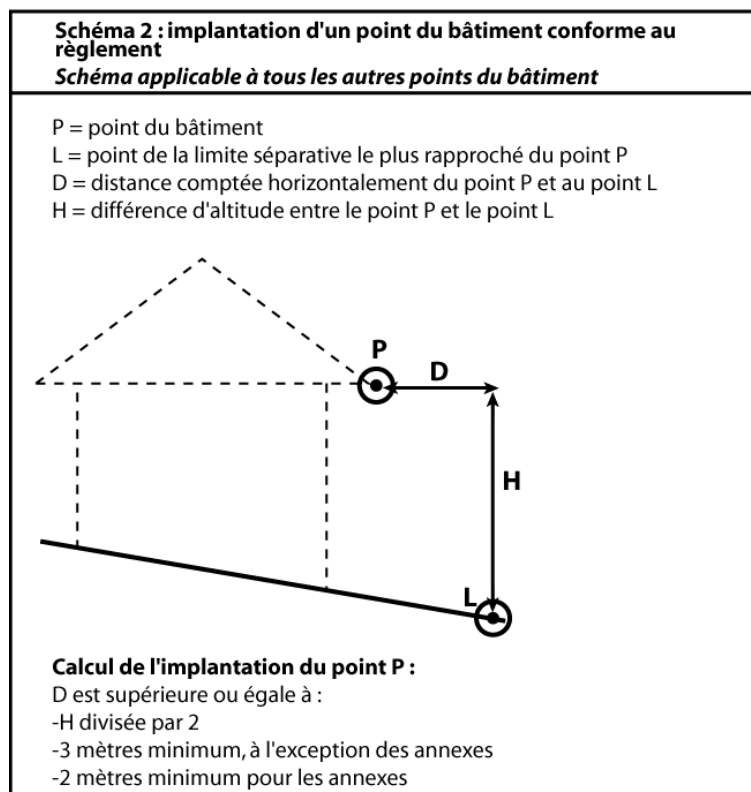 Schéma 2 : implantation d'un point du bâtiment conforme au
règlement
Schéma applicable à tous les autres points du bâtiment
P = point du bâtiment
L = point de la limite séparative le plus rapproché du point P
D = distance comptée horizontalement du point P et au point L
H = différence d'altitude entre le point P et le point L
P
D
H
L
Calcul de l'implantation du point P :
D est supérieure ou égale à :
-H divisée par 2
-3 mètres minimum, à l'exception des annexes
-2 mètres minimum pour les annexes